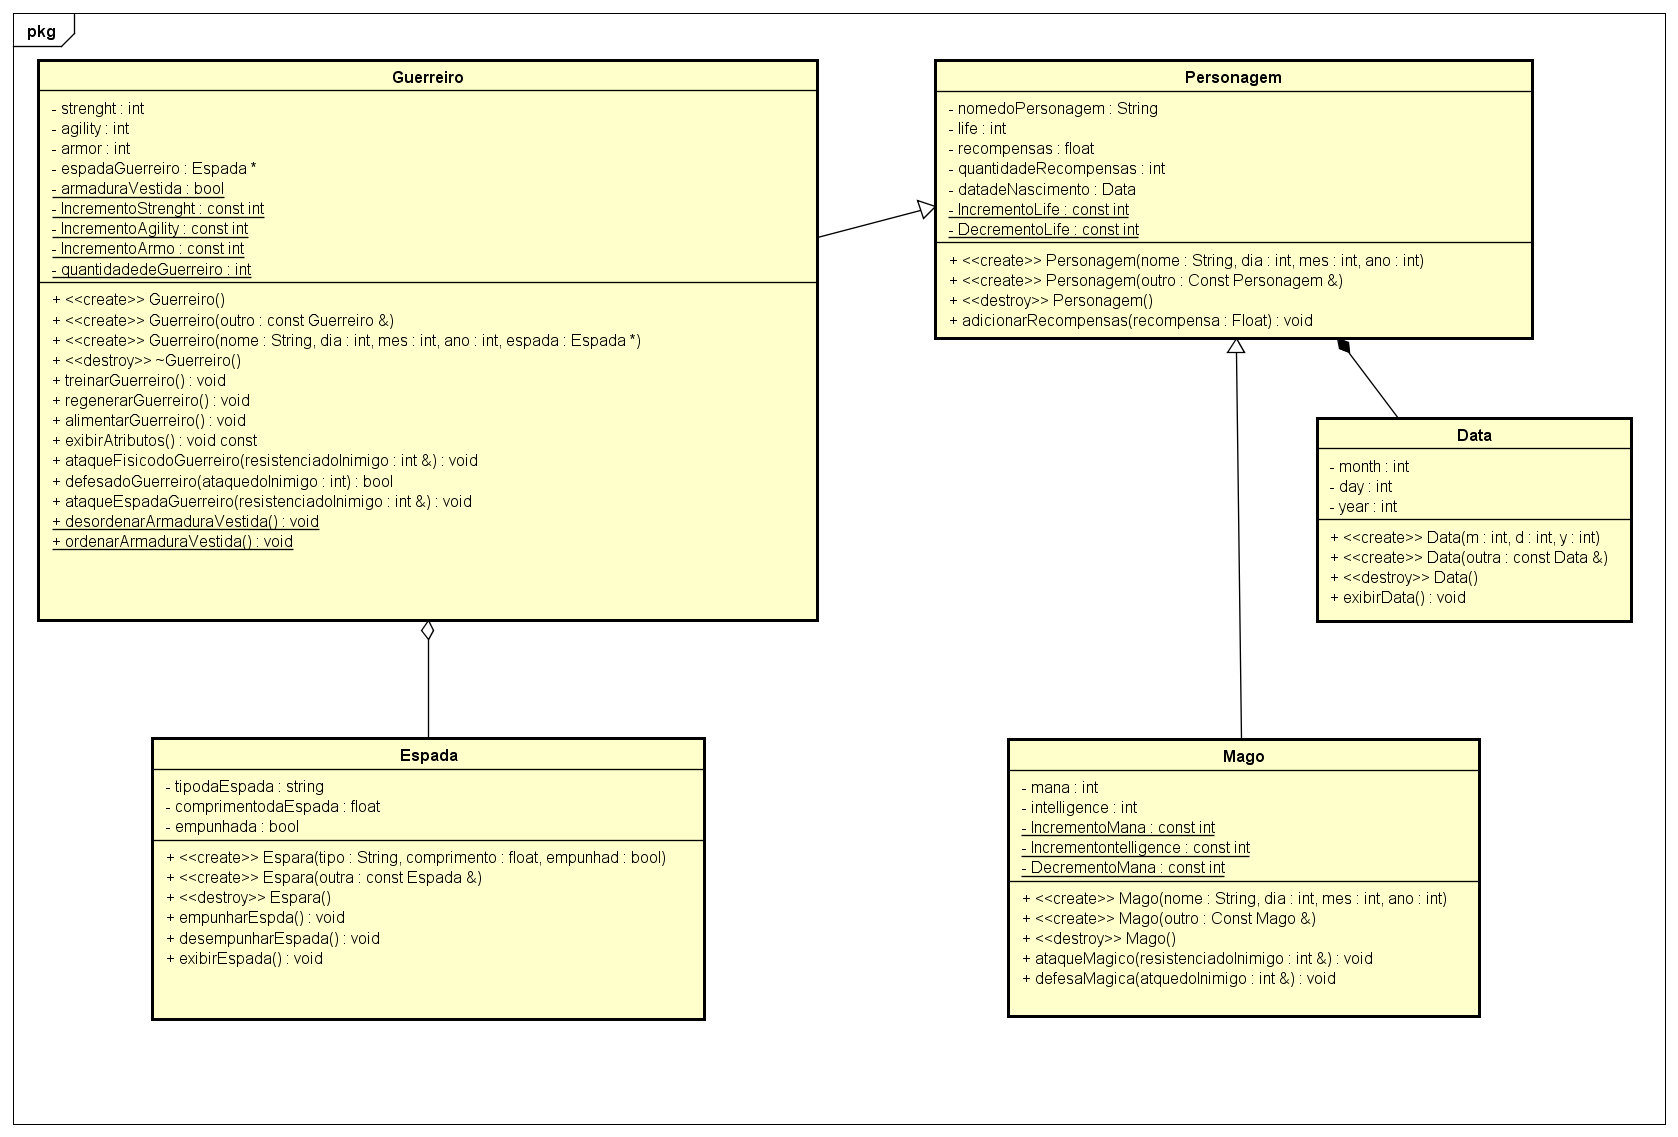 pkg
Guerreiro
- strenght : int
- agility : int
- armor : int
- espadaGuerreiro : Espada *
- armaduraVestida : bool
- IncrementoStrenght : const int
- IncrementoAgility : const int
- IncrementoArmo : const int
- quantidadedeGuerreiro : int
+ <<create>> Guerreiro()
+ <<create>> Guerreiro(outro : const Guerreiro &)
+ <<create>> Guerreiro(nome : String, dia : int, mes : int, ano : int, espada : Espada *)
+ <<destroy>> ~Guerreiro()
+ treinarGuerreiro() : void
+ regenerarGuerreiro() : void
+ alimentarGuerreiro() : void
+ exibirAtributos() : void const
+ ataqueFisicodoGuerreiro(resistenciadoInimigo : int &) : void
+ defesadoGuerreiro(ataquedoInimigo : int) : bool
+ ataqueEspadaGuerreiro(resistenciadoInimigo : int &) : void
+ desordenarArmaduraVestida() : void
+ ordenarArmaduraVestida() : void
Personagem
- nomedoPersonagem : String
- life : int
- recompensas : float
- quantidadeRecompensas : int
- datadeNascimento : Data
- IncrementoLife : const int
- DecrementoLife : const int
+ <<create>> Personagem(nome : String, dia : int, mes : int, ano : int)
+ <<create>> Personagem(outro : Const Personagem &)
+ <<destroy>> Personagem()
+ adicionarRecompensas(recompensa : Float) : void
Data
- month : int
- day : int
- year : int
+ <<create>> Data(m : int, d : int, y : int)
+ <<create>> Data(outra : const Data &)
+ <<destroy>> Data()
+ exibirData() : void
Espada
- tipodaEspada : string
- comprimentodaEspada : float
- empunhada : bool
+ <<create>> Espara(tipo : String, comprimento : float, empunhad : bool)
+ <<create>> Espara(outra : const Espada &)
+ <<destroy>> Espara()
+ empunharEspda() : void
+ desempunharEspada() : void
+ exibirEspada() : void
Mago
- mana : int
- intelligence : int
- IncrementoMana : const int
- Incrementontelligence : const int
- DecrementoMana : const int
+ <<create>> Mago(nome : String, dia : int, mes : int, ano : int)
+ <<create>> Mago(outro : Const Mago &)
+ <<destroy>> Mago()
+ ataqueMagico(resistenciadoInimigo : int &) : void
+ defesaMagica(atquedoInimigo : int &) : void